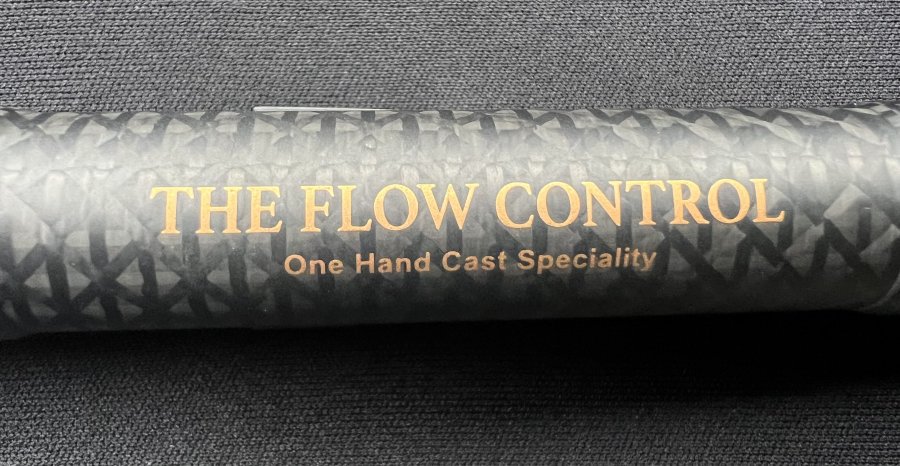 THE FLOW CONTROL
One Hand Cast Speciality